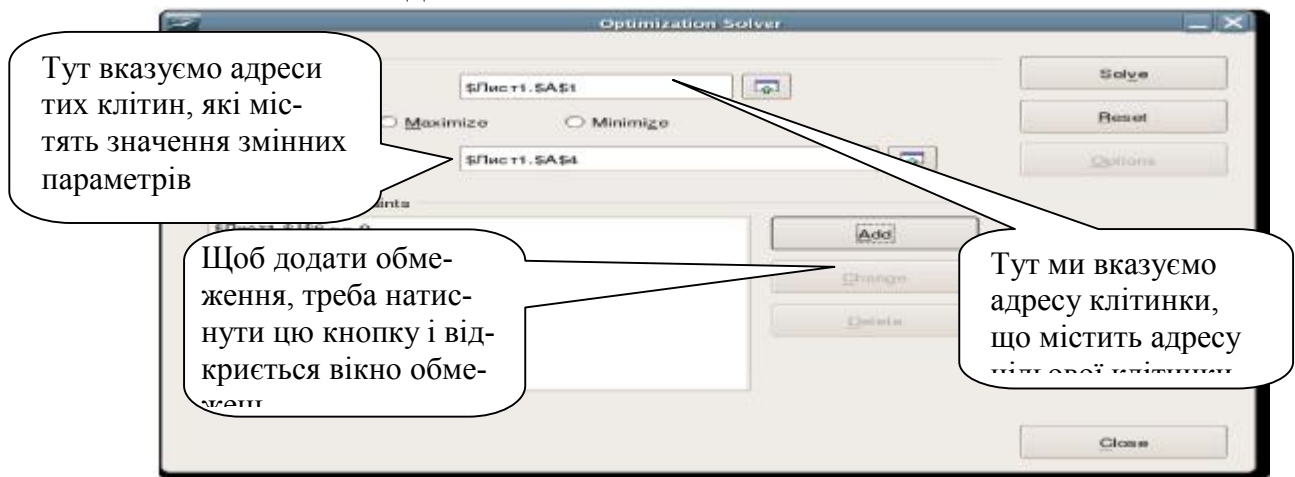 Optimization Solver
Тут вказуємо адреси
тих клітин, які міс-
тять значення змінних
параметрів
$Лист1.$A$1
Maximize
Minimize
$Лист1.$A$4
Solve
Reset
Options
Add
Change
Delete
Щоб додати обме-
ження, треба натис-
нути цю кнопку і від-
криється вікно обме-
Тут ми вказуємо
адресу клітинки,
що містить адресу
Close